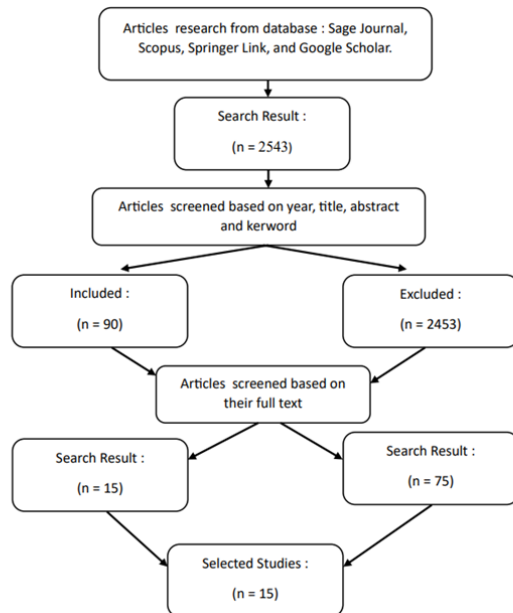 Articles research from database : Sage Journal,
Scopus, Springer Link, and Google Scholar.
Search Result :
(n = 2543)
Articles screened based on year, title, abstract
and kerword
Included :
(n = 90)
Excluded :
(n = 2453)
Articles screened based on
their full text
Search Result :
(n = 15)
Search Result :
(n = 75)
Selected Studies :
(n = 15)